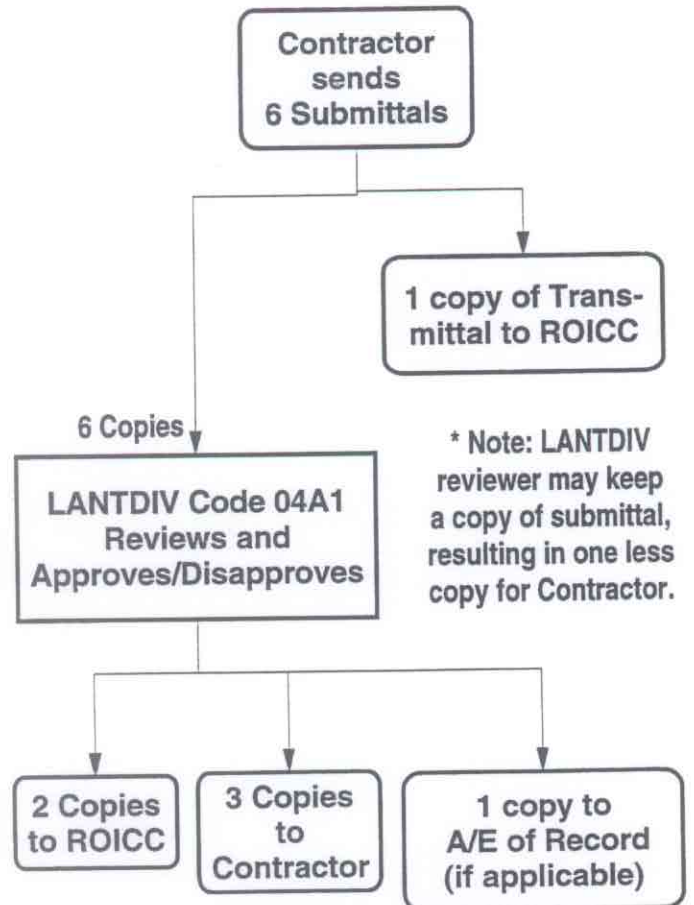 Contractor
sends
6 Submittals
1 copy of Trans-
mittal to ROICC
6 Copies
* Note: LANTDIV
reviewer may keep
a copy of submittal,
resulting in one less
copy for Contractor.
LANTDIV Code 04A1
Reviews and
Approves/Disapproves
2 Copies
to ROICC
3 Copies
to
Contractor
1 copy to
A/E of Record
(if applicable)